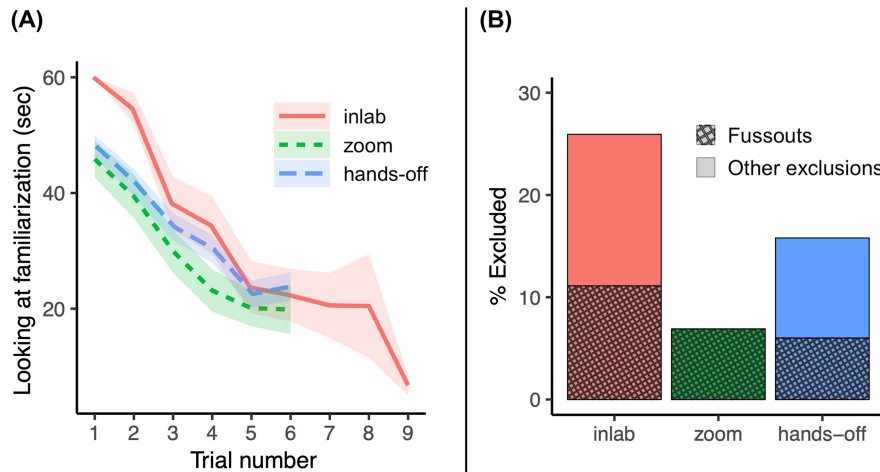 (A)
Looking at familiarization (sec)
60
40
20
inlab
zoom
hands-off
1 2 3 4 5 6 7 8 9
Trial number
(B)
% Excluded
30
20
10
0
Fussouts
Other exclusions
inlab zoom hands-off